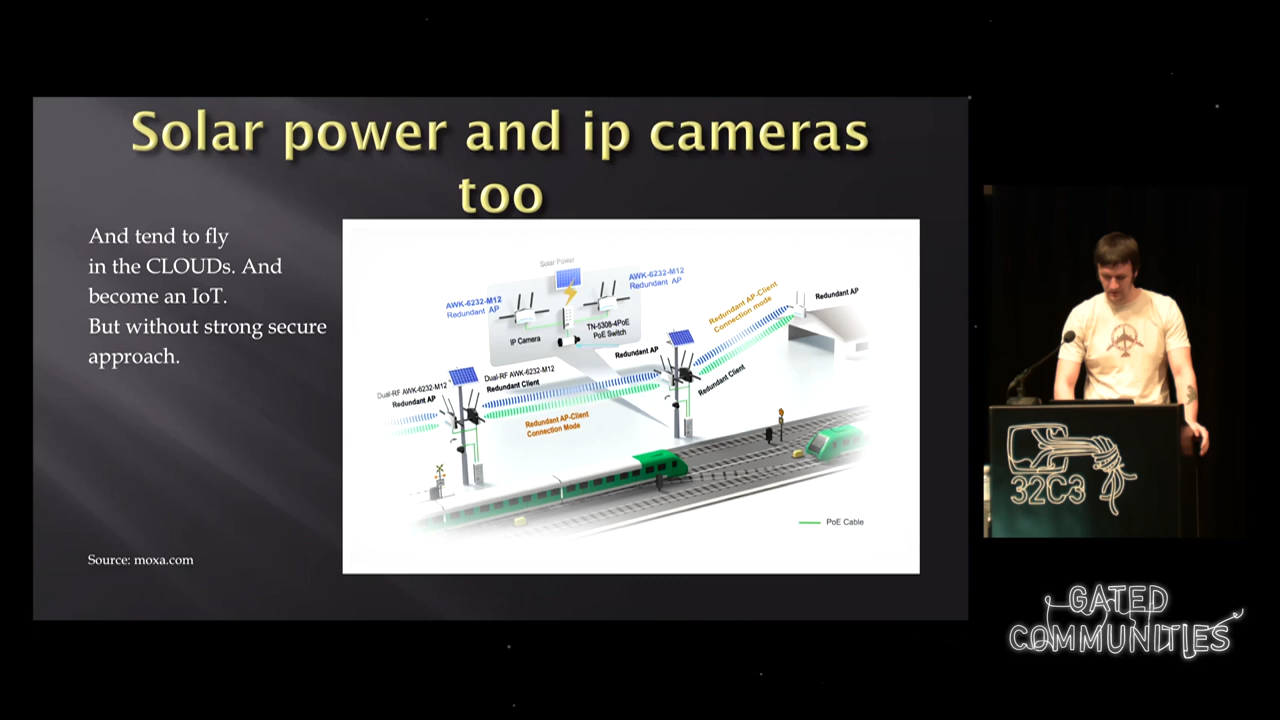 Solar power and ip cameras
too
And tend to fly
in the CLOUDs. And
become an IoT.
But without strong secure
approach.
Source: moxa.com
Solar Power
AWK-6232-M12
Redundant AP
AWK-6232-M12
Redundant AP
IP Camera
TN-5308-4PoE
PoE Switch
Redundant AP-Client
Connection mode
Redundant AP
Redundant AP
Redundant Client
Dual-RF AWK-6232-M12
Redundant AP
Dual-RF AWK-6232-M12
Redundant Client
Redundant AP-Client
Connection Mode
PoE Cable
32C3
GATED
COMMUNITIES